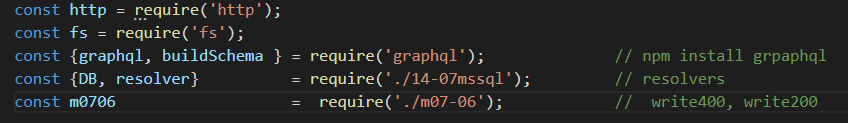 const http = require('http');
const fs = require('fs');
const {graphql, buildSchema } = require('graphql'); // npm install grpaphql
const {DB, resolver} = require('./14-07mssql'); // resolvers
const m0706 = require('./m07-06'); // write400, write200